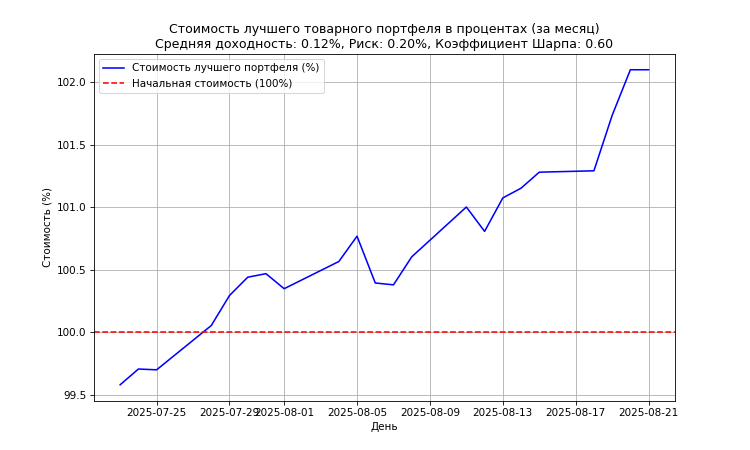 Стоимость лучшего товарного портфеля в процентах (за месяц)
Средняя доходность: 0.12%, Риск: 0.20%, Коэффициент Шарпа: 0.60
Стоимость лучшего портфеля (%)
Начальная стоимость (100%)
Стоимость (%)
102.0
101.5
101.0
100.5
100.0
99.5
2025-07-25
2025-07-29
2025-08-01
2025-08-05
2025-08-09
2025-08-13
2025-08-17
2025-08-21
День